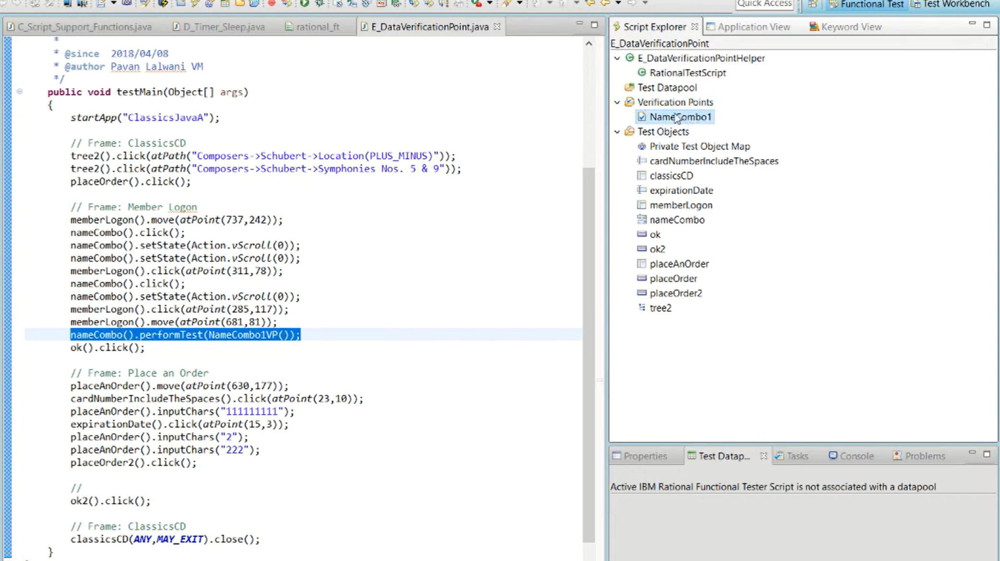 Quick Access
Functional Test
Test Workbench
C_Script_Support_Functions.java
D_Timer_Sleep.java
rational_ft
E_DataVerificationPoint.java
*
* @since 2018/04/08
* @author Pavan Lalwani VM
*/
public void testMain(Object[] args)
{
startApp("ClassicsJavaA");
// Frame: ClassicsCD
tree2().click(atPath("Composers->Schubert->Location(PLUS_MINUS)"));
tree2().click(atPath("Composers->Schubert->Symphonies Nos. 5 & 9"));
placeOrder().click();
// Frame: Member Logon
memberLogon().move(atPoint(737,242));
nameCombo().click();
nameCombo().setState(Action.vScroll(0));
nameCombo().setState(Action.vScroll(0));
memberLogon().click(atPoint(311,78));
nameCombo().click();
nameCombo().setState(Action.vScroll(0));
memberLogon().click(atPoint(285,117));
memberLogon().move(atPoint(681,81));
nameCombo().performTest(NameCombo1VP());
ok().click();
// Frame: Place an Order
placeAnOrder().move(atPoint(630,177));
cardNumberIncludeTheSpaces().click(atPoint(23,10));
placeAnOrder().inputChars("111111111");
expirationDate().click(atPoint(15,3));
placeAnOrder().inputChars("2");
placeAnOrder().inputChars("222");
placeOrder2().click();
//
ok2().click();
// Frame: ClassicsCD
classicsCD(ANY,MAY_EXIT).close();
}
Script Explorer
Application View
Keyword View
E_DataVerificationPoint
E_DataVerificationPointHelper
RationalTestScript
Test Datapool
Verification Points
NameCombo1
Test Objects
Private Test Object Map
cardNumberIncludeTheSpaces
classicsCD
expirationDate
memberLogon
nameCombo
ok
ok2
placeAnOrder
placeOrder
placeOrder2
tree2
Properties
Test Datap...
Tasks
Console
Problems
Active IBM Rational Functional Tester Script is not associated with a datapool